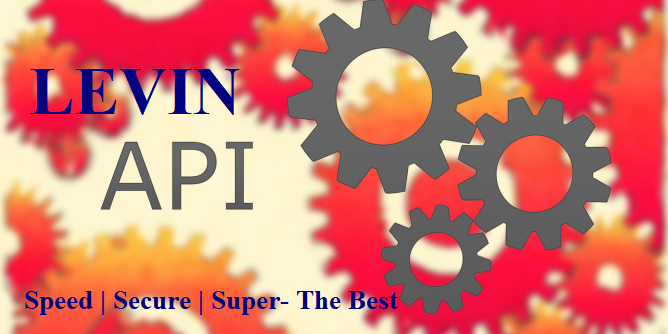 LEVIN
API
Speed | Secure | Super- The Best